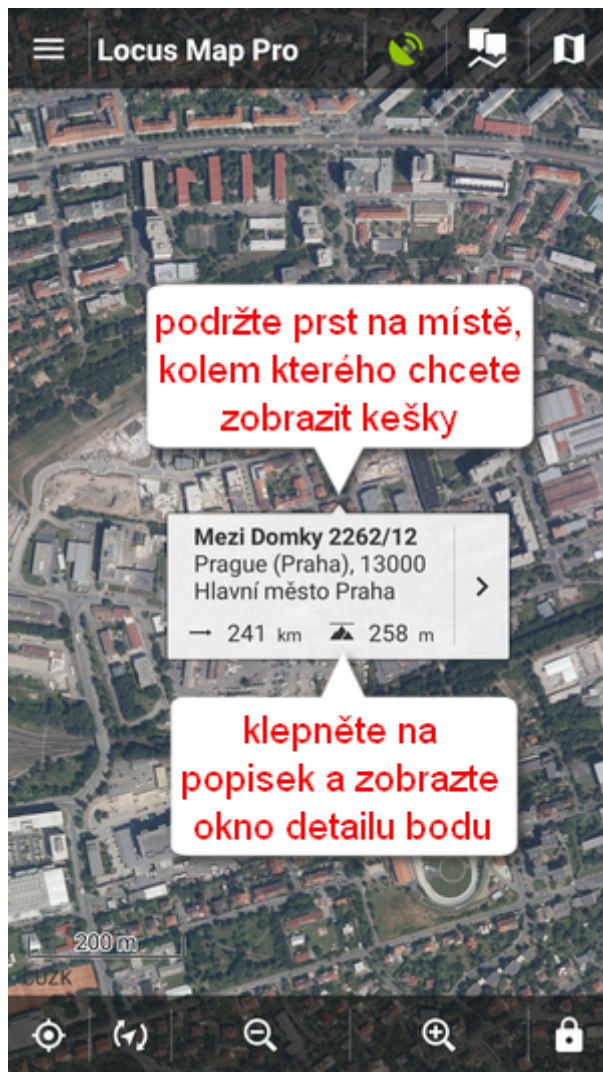 Locus Map Pro
podržte prst na místě,
kolem kterého chcete
zobrazit kešky
Mezi Domky 2262/12
Prague (Praha), 13000
Hlavní město Praha
241 km 258 m
klepněte na
popisek a zobrazte
okno detailu bodu
200 m
ČÚZK